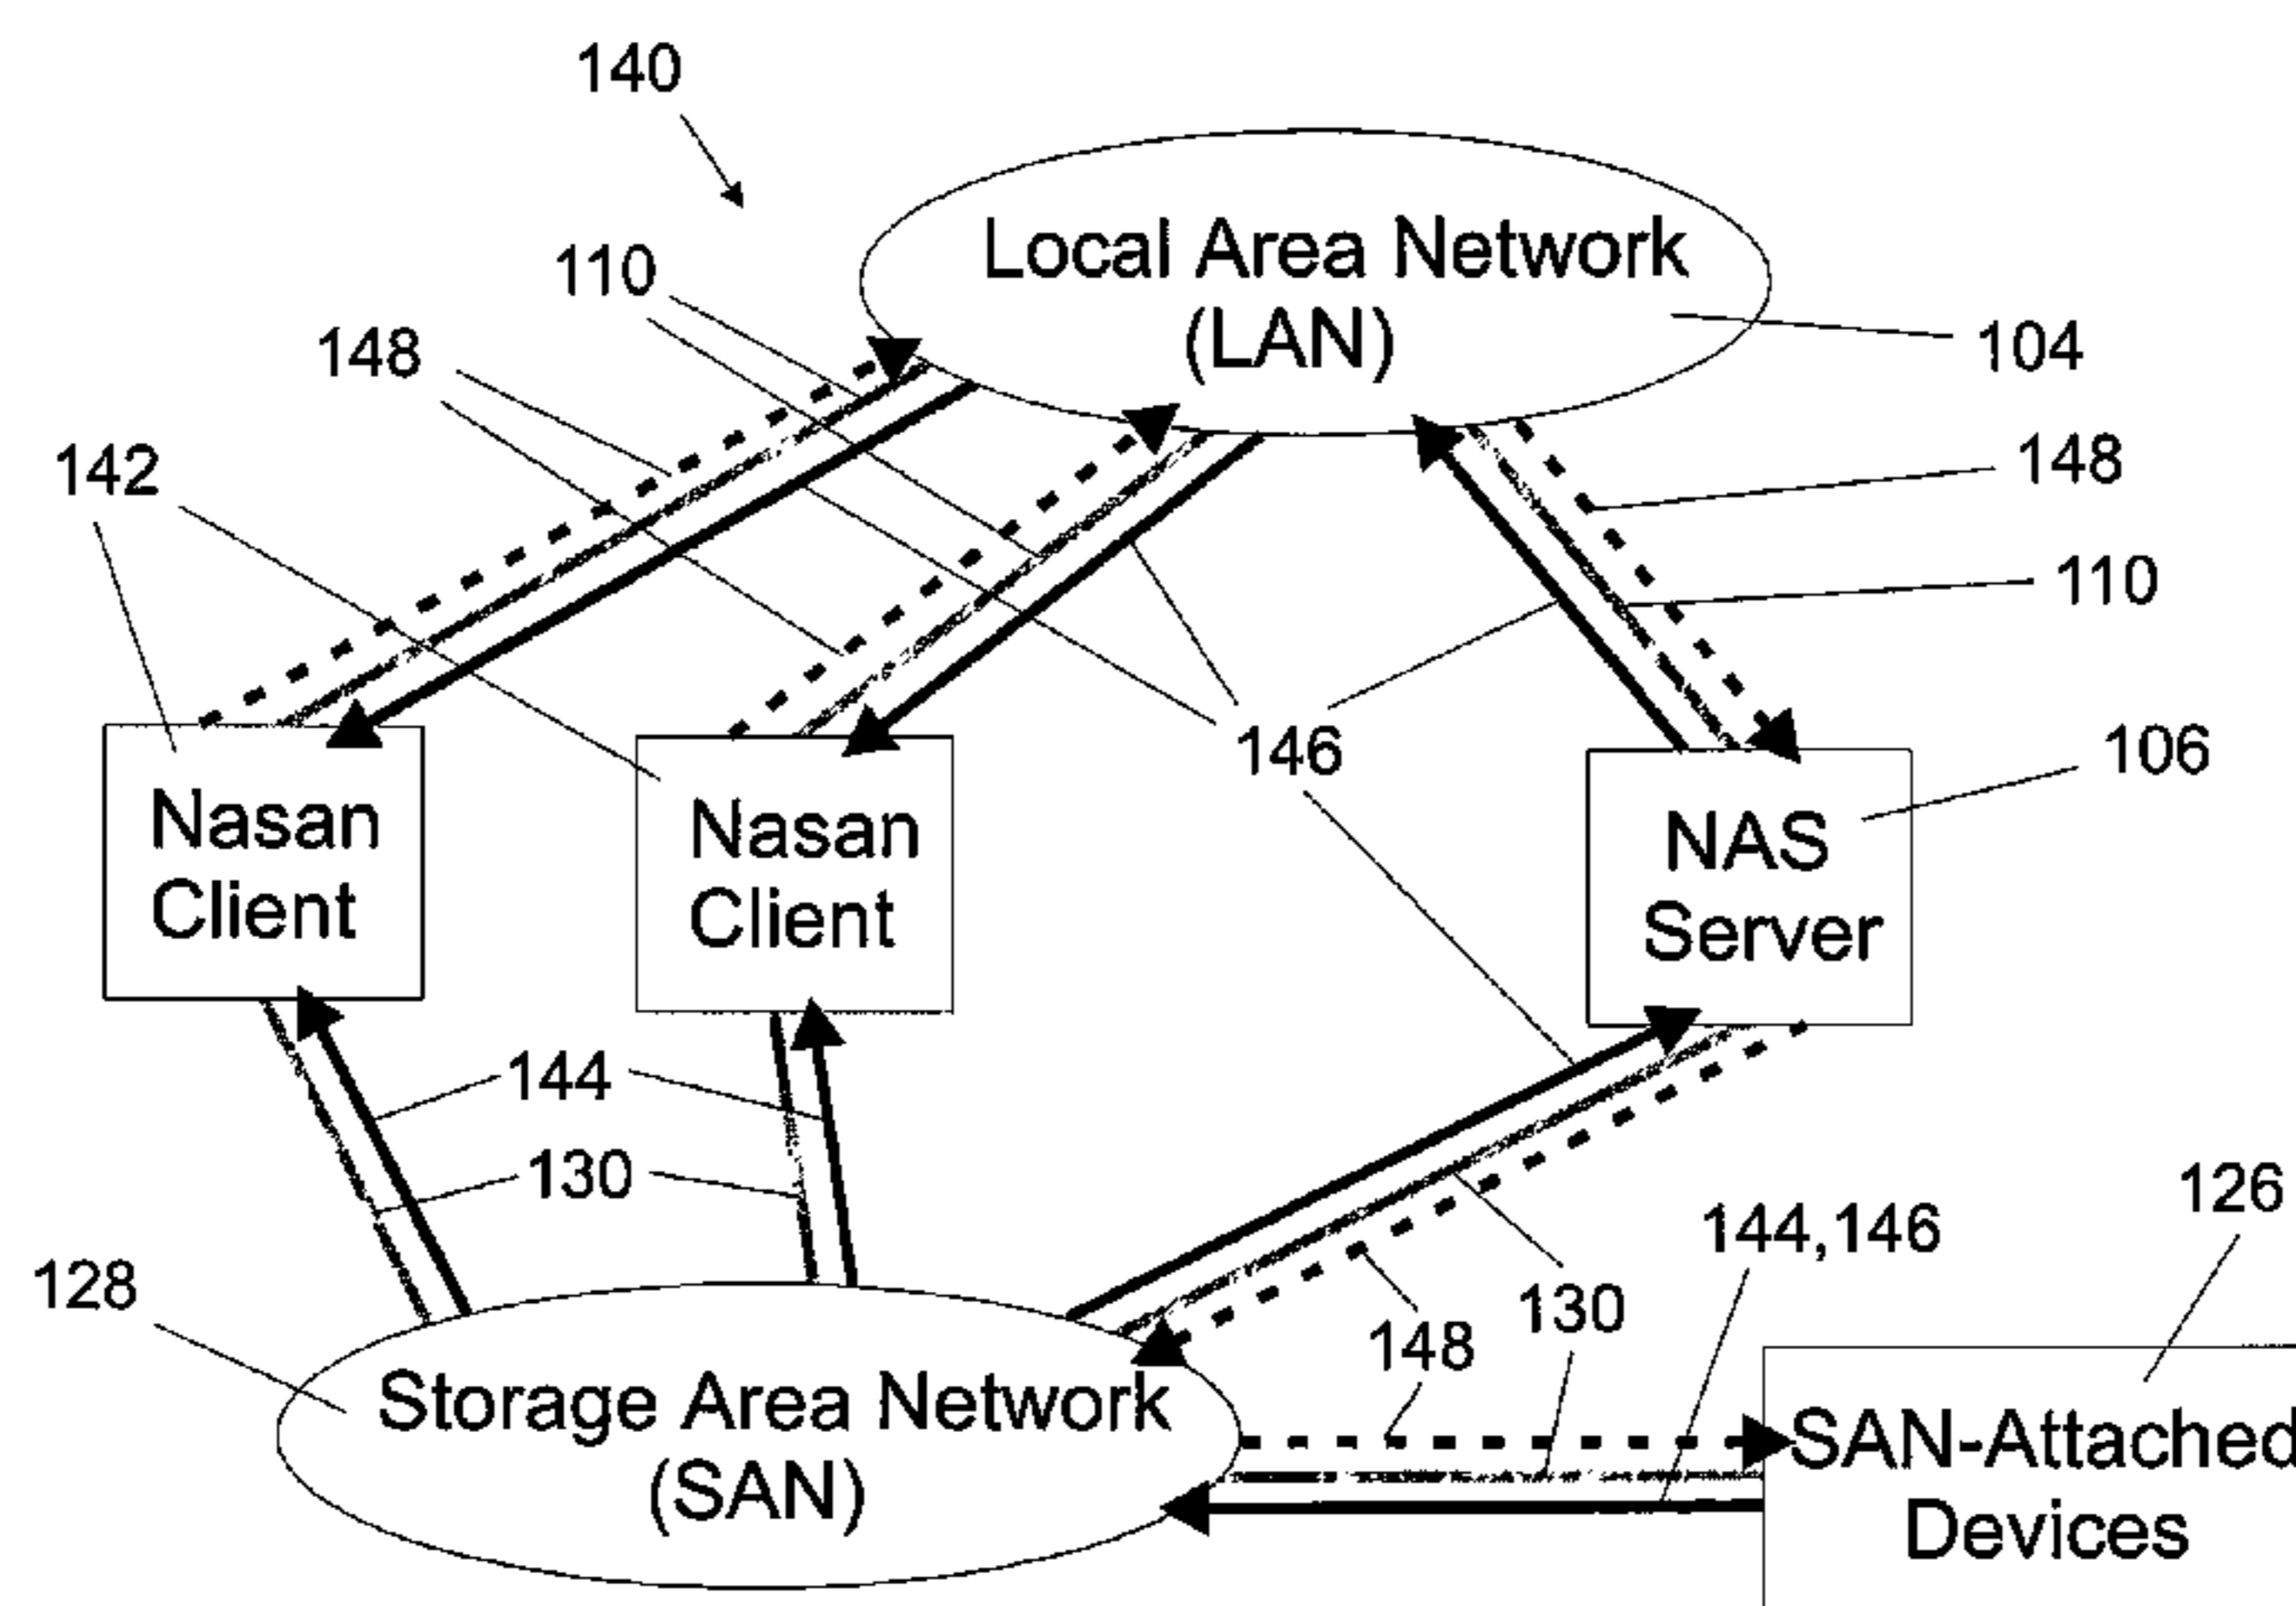 140
Local Area Network
(LAN)
110
148
104
142
148
110
146
106
Nasan
Client
Nasan
Client
NAS
Server
144
130
126
144,146
128
130
148
Storage Area Network
(SAN)
SAN-Attached
Devices